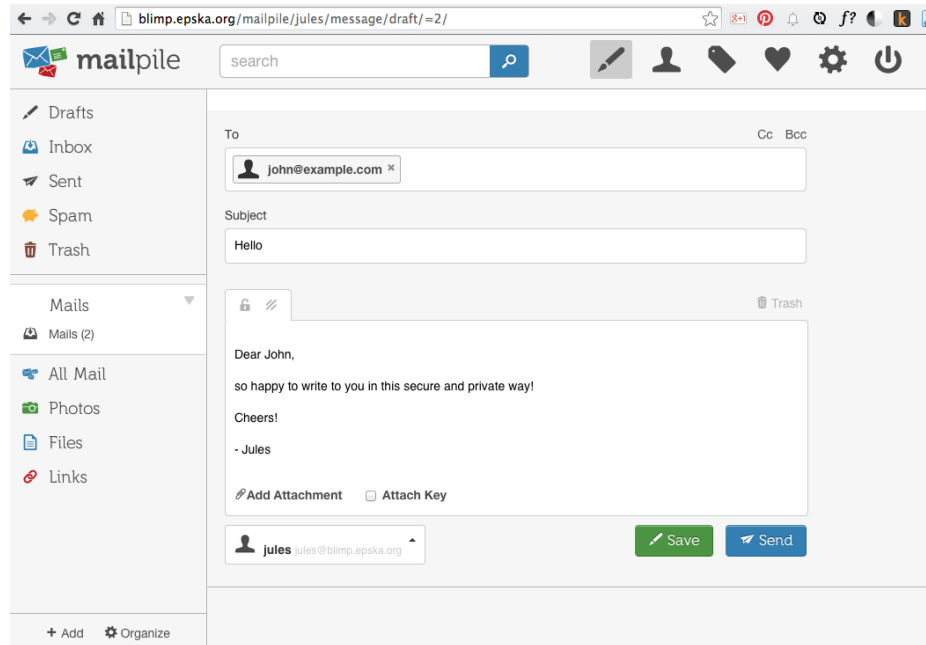 blimp.epska.org/mailpile/jules/message/draft/=2/
8+1
f?
k
mailpile
search
Drafts
Inbox
Sent
Spam
Trash
Mails
Mails (2)
All Mail
Photos
Files
Links
+ Add Organize
To Cc Bcc
john@example.com ×
Subject
Hello
Trash
Dear John,
so happy to write to you in this secure and private way!
Cheers!
- Jules
Add Attachment Attach Key
jules jules@blimp.epska.org
Save Send